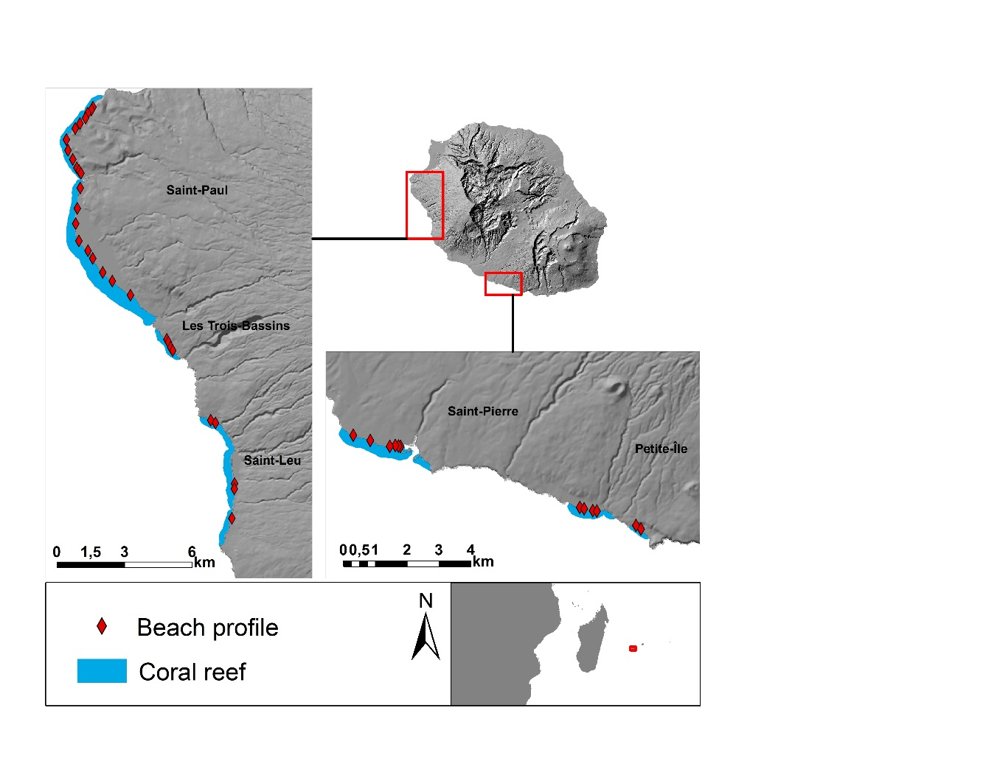 Saint-Paul
Les Trois-Bassins
Saint-Leu
0 1,5 3 6
km
Saint-Pierre
Petite-Île
0 0,5 1 2 3 4
km
N
Beach profile
Coral reef